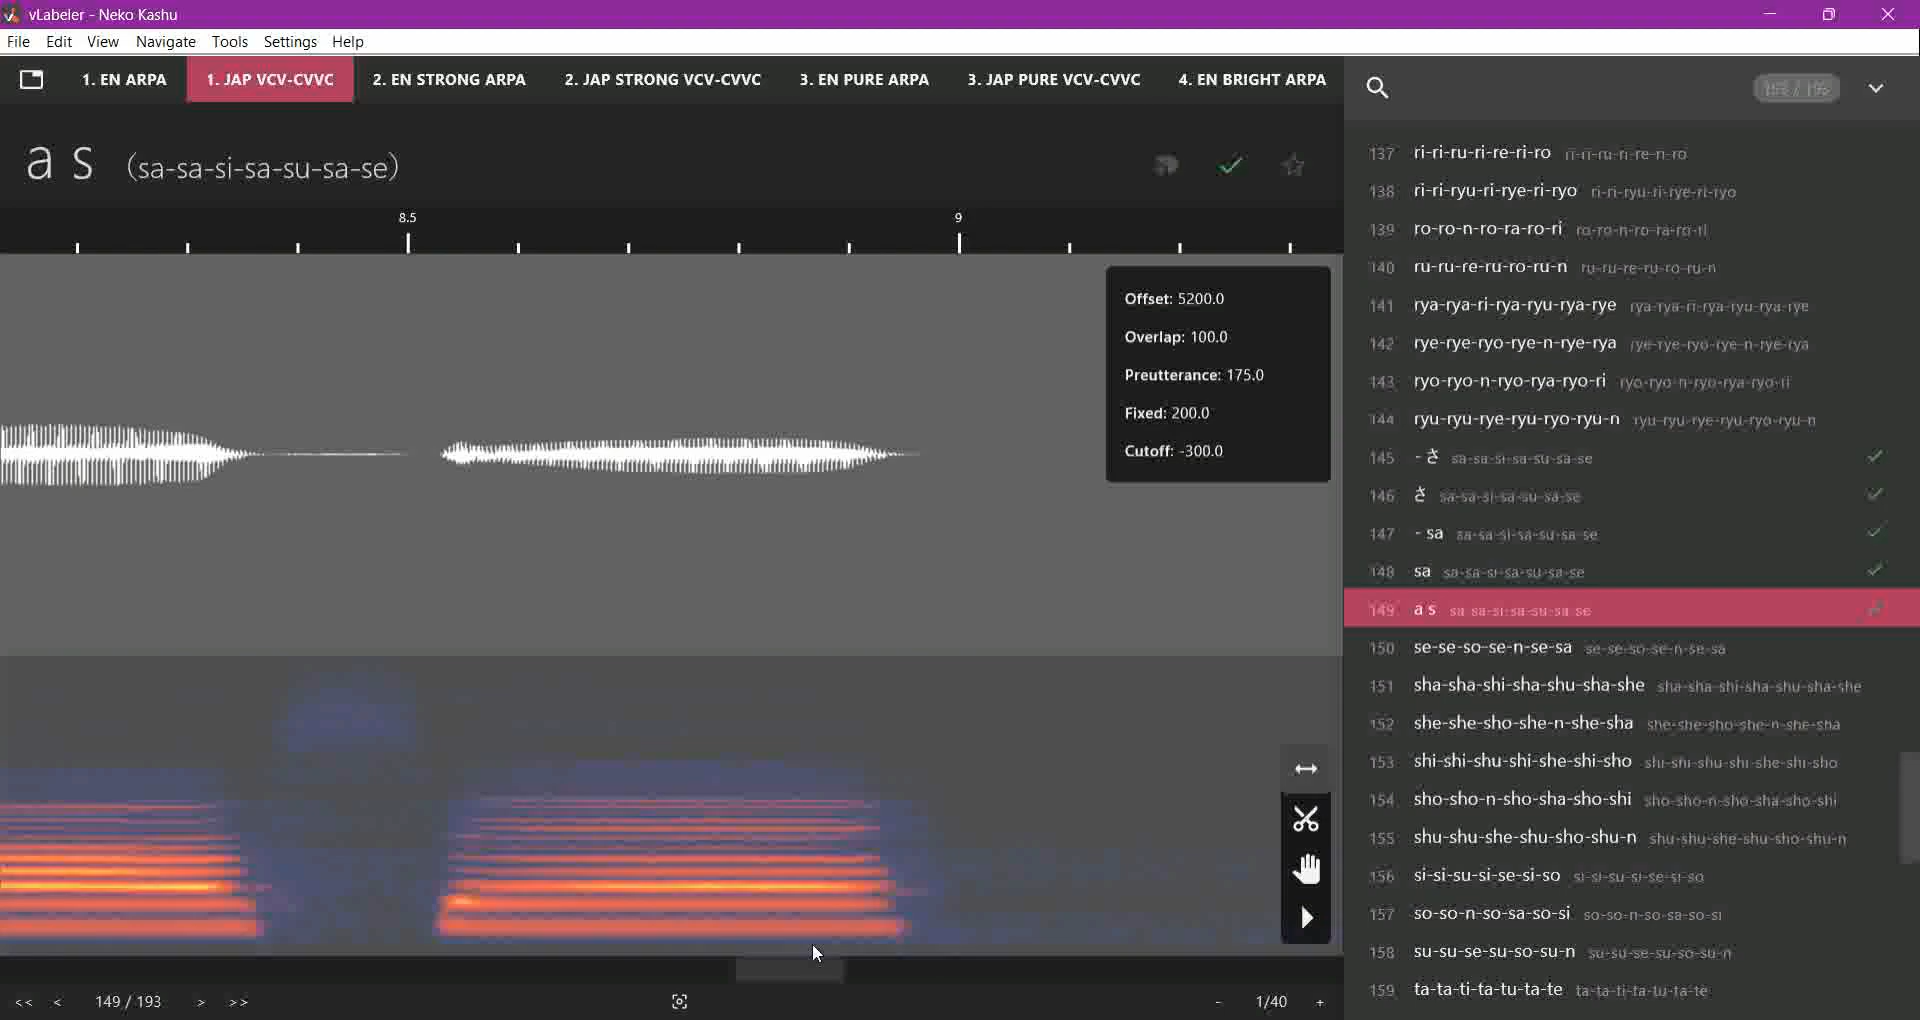 vLabeler - Neko Kashu
File Edit View Navigate Tools Settings Help
1. EN ARPA 1. JAP VCV-CVVC 2. EN STRONG ARPA 2. JAP STRONG VCV-CVVC 3. EN PURE ARPA 3. JAP PURE VCV-CVVC 4. EN BRIGHT ARPA
a s (sa-sa-si-sa-su-sa-se)
8.5 9
Offset: 5200.0
Overlap: 100.0
Preutterance: 175.0
Fixed: 200.0
Cutoff: -300.0
<< < 149 / 193 > >>
- 1/40 +
137 ri-ri-ru-ri-re-ri-ro ri-ri-ru-ri-re-ri-ro
138 ri-ri-ryu-ri-rye-ri-ryo ri-ri-ryu-ri-rye-ri-ryo
139 ro-ro-n-ro-ra-ro-ri ro-ro-n-ro-ra-ro-ri
140 ru-ru-re-ru-ro-ru-n ru-ru-re-ru-ro-ru-n
141 rya-rya-ri-rya-ryu-rya-rye rya-rya-ri-rya-ryu-rya-rye
142 rye-rye-ryo-rye-n-rye-rya rye-rye-ryo-rye-n-rye-rya
143 ryo-ryo-n-ryo-rya-ryo-ri ryo-ryo-n-ryo-rya-ryo-ri
144 ryu-ryu-rye-ryu-ryo-ryu-n ryu-ryu-rye-ryu-ryo-ryu-n
145 - さ sa-sa-si-sa-su-sa-se
146 さ sa-sa-si-sa-su-sa-se
147 - sa sa-sa-si-sa-su-sa-se
148 sa sa-sa-si-sa-su-sa-se
149 a s sa-sa-si-sa-su-sa-se
150 se-se-so-se-n-se-sa se-se-so-se-n-se-sa
151 sha-sha-shi-sha-shu-sha-she sha-sha-shi-sha-shu-sha-she
152 she-she-sho-she-n-she-sha she-she-sho-she-n-she-sha
153 shi-shi-shu-shi-she-shi-sho shi-shi-shu-shi-she-shi-sho
154 sho-sho-n-sho-sha-sho-shi sho-sho-n-sho-sha-sho-shi
155 shu-shu-she-shu-sho-shu-n shu-shu-she-shu-sho-shu-n
156 si-si-su-si-se-si-so si-si-su-si-se-si-so
157 so-so-n-so-sa-so-si so-so-n-so-sa-so-si
158 su-su-se-su-so-su-n su-su-se-su-so-su-n
159 ta-ta-ti-ta-tu-ta-te ta-ta-ti-ta-tu-ta-te